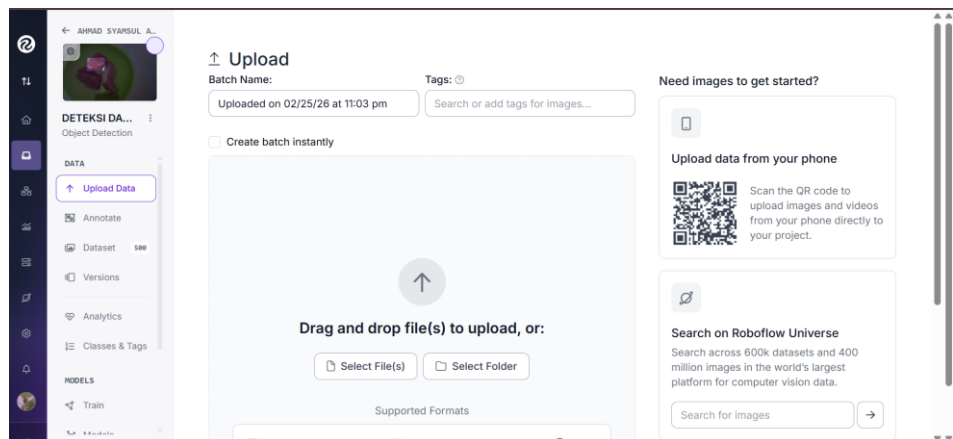 AHMAD SYAMSUL A…
DETEKSI DA...
Object Detection
DATA
Upload Data
Annotate
Dataset 500
Versions
Analytics
Classes & Tags
MODELS
Train
Models
Upload
Batch Name:
Uploaded on 02/25/26 at 11:03 pm
Tags:
Search or add tags for images...
Create batch instantly
Drag and drop file(s) to upload, or:
Select File(s)
Select Folder
Supported Formats
Need images to get started?
Upload data from your phone
Scan the QR code to
upload images and videos
from your phone directly to
your project.
Search on Roboflow Universe
Search across 600k datasets and 400
million images in the world's largest
platform for computer vision data.
Search for images